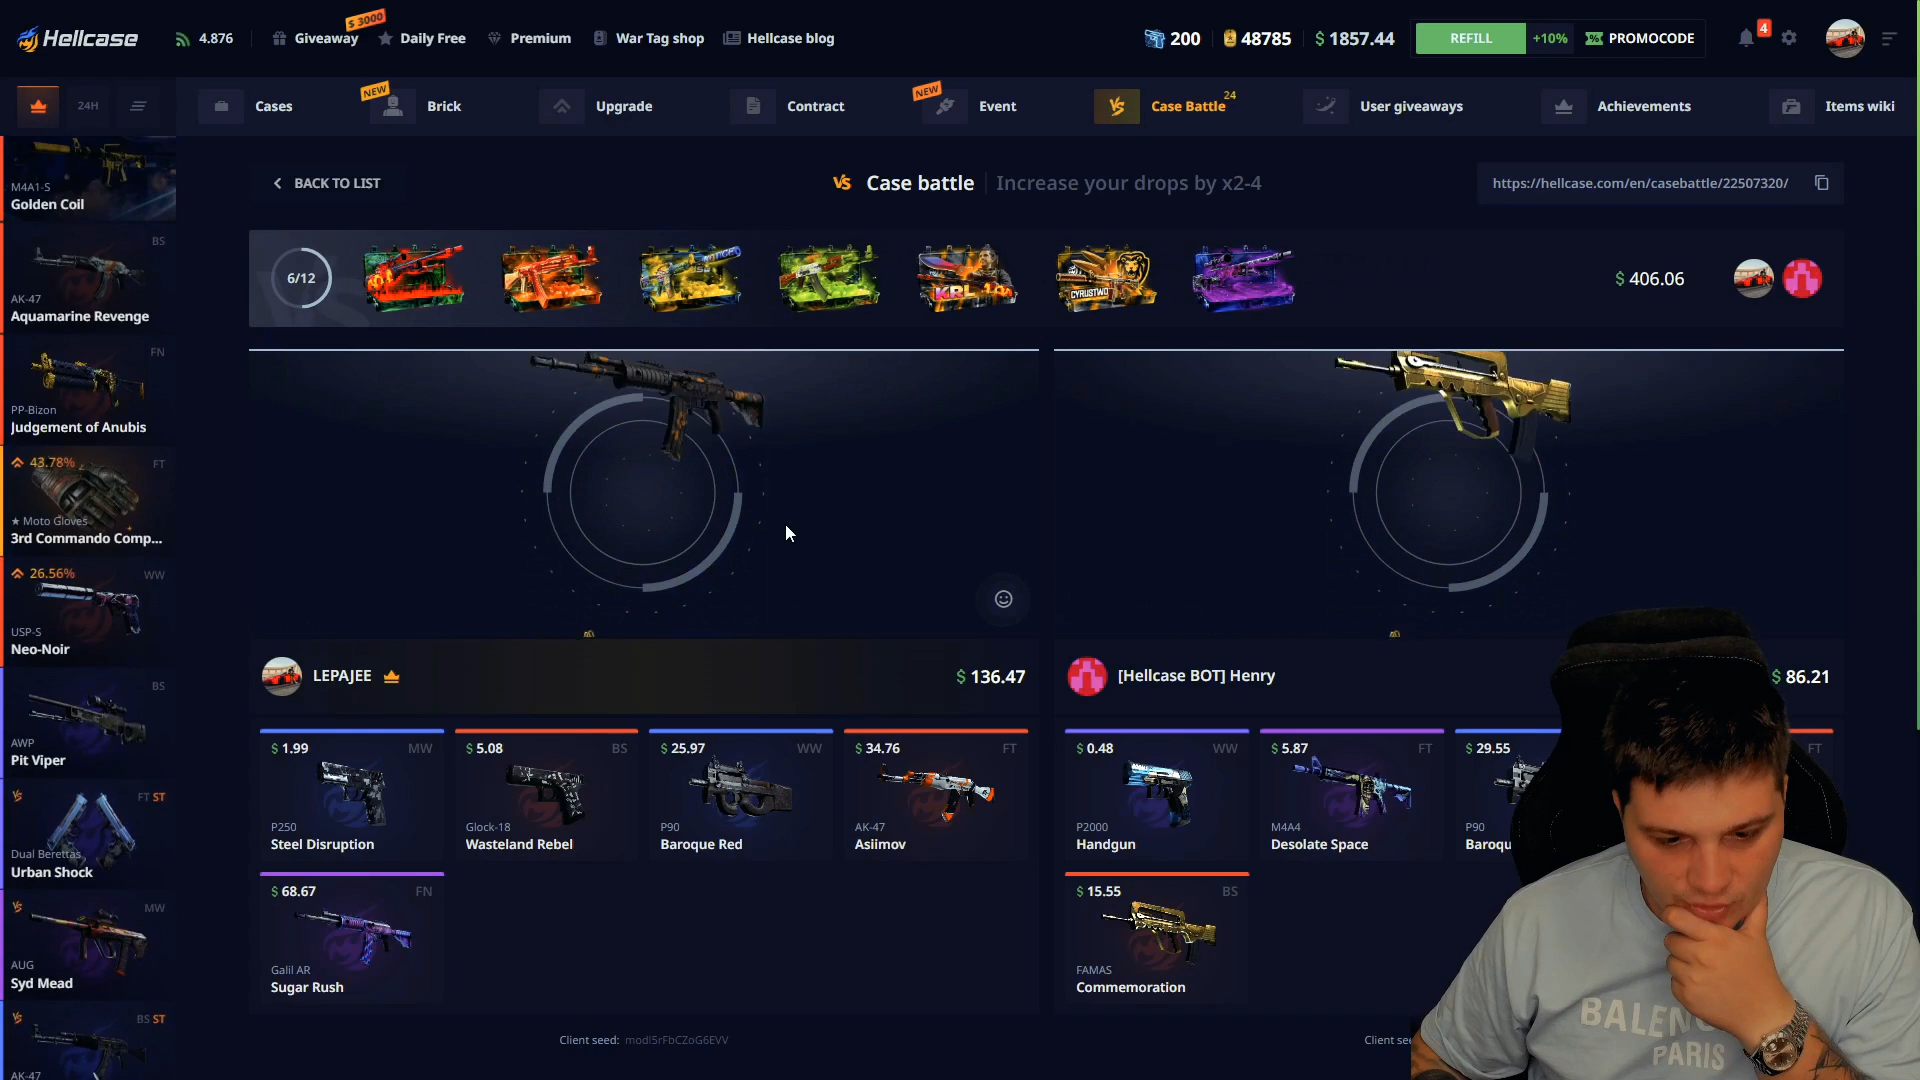 Hellcase
4.876
Giveaway
$ 3000
Daily Free
Premium
War Tag shop
Hellcase blog
200
48785
$ 1857.44
REFILL
+10%
PROMOCODE
4
24H
Cases
NEW
Brick
Upgrade
Contract
NEW
Event
Case Battle
24
User giveaways
Achievements
Items wiki
M4A1-S
Golden Coil
BS
AK-47
Aquamarine Revenge
FN
PP-Bizon
Judgement of Anubis
43.78%
FT
★ Moto Gloves
3rd Commando Comp...
26.56%
WW
USP-S
Neo-Noir
BS
AWP
Pit Viper
FT ST
Dual Berettas
Urban Shock
MW
AUG
Syd Mead
BS ST
AK-47
BACK TO LIST
VS
Case battle
Increase your drops by x2-4
https://hellcase.com/en/casebattle/22507320/
6/12
KRL
CYRUSTWO
$ 406.06
LEPAJEE
$ 136.47
[Hellcase BOT] Henry
$ 86.21
$ 1.99
MW
P250
Steel Disruption
$ 5.08
BS
Glock-18
Wasteland Rebel
$ 25.97
WW
P90
Baroque Red
$ 34.76
FT
AK-47
Asiimov
$ 0.48
WW
P2000
Handgun
$ 5.87
FT
M4A4
Desolate Space
$ 29.55
P90
Baroqu
FT
$ 68.67
FN
Galil AR
Sugar Rush
$ 15.55
BS
FAMAS
Commemoration
Client seed: modI5rFbCZoG6EVV
Client see
BALENC
PARIS